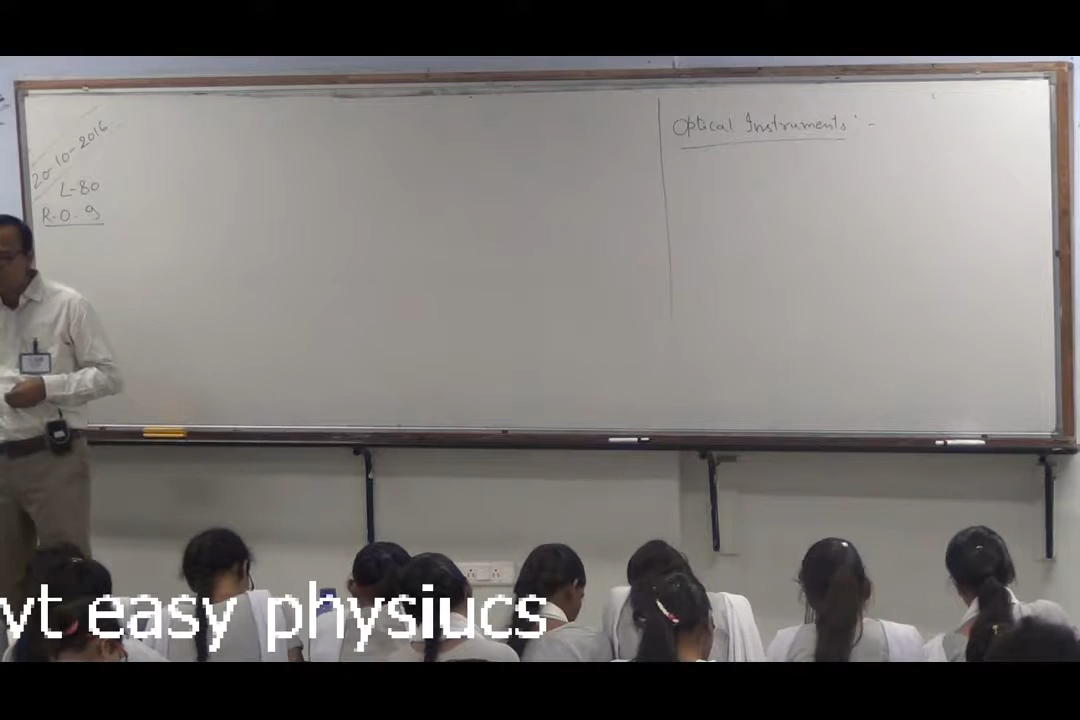 20-10-2016
L-80
R.O.9
Optical Instruments :-
vt easy physiucs